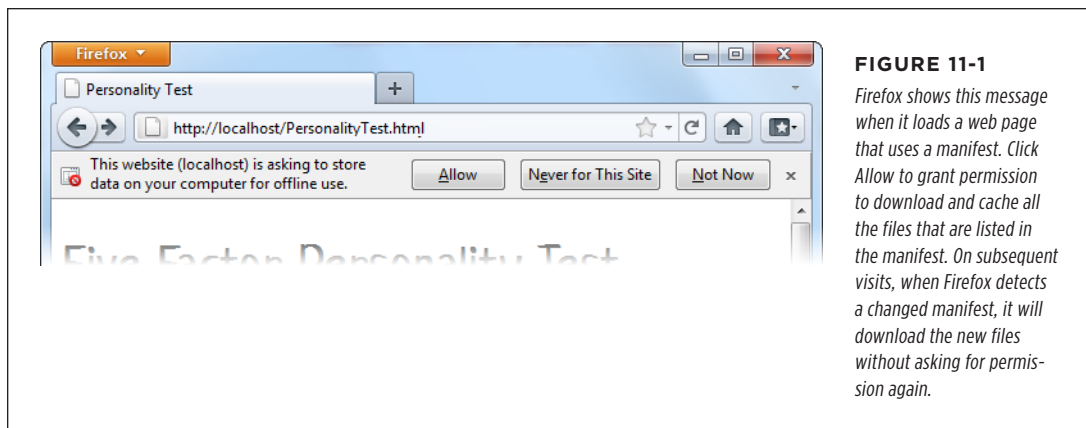 Firefox
Personality Test
http://localhost/PersonalityTest.html
This website (localhost) is asking to store
data on your computer for offline use.
Allow
Never for This Site
Not Now
Five Factor Personality Test
FIGURE 11-1
Firefox shows this message
when it loads a web page
that uses a manifest. Click
Allow to grant permission
to download and cache all
the files that are listed in
the manifest. On subsequent
visits, when Firefox detects
a changed manifest, it will
download the new files
without asking for permis-
sion again.